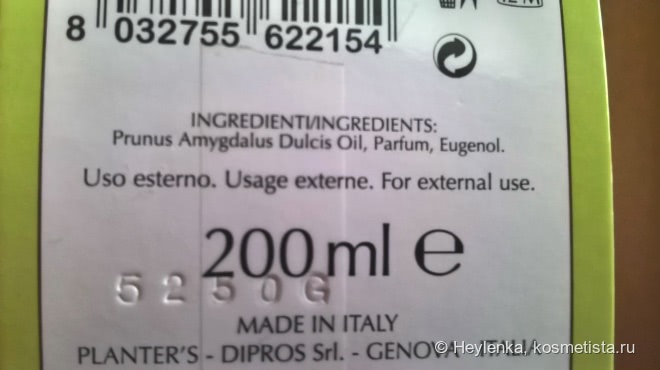 8 032755 622154
INGREDIENTI/INGREDIENTS:
Prunus Amygdalus Dulcis Oil, Parfum, Eugenol.
Uso esterno. Usage externe. For external use.
200 ml e
5250G
MADE IN ITALY
PLANTER'S - DIPROS Srl. - GENOVA - ITALIA
© Heylenka, kosmetista.ru